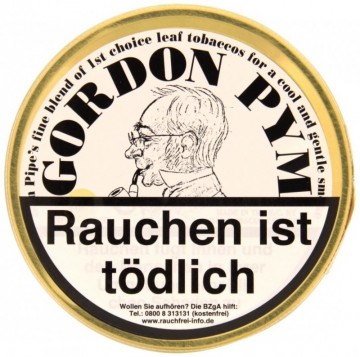 Pipe's fine blend of 1st choice leaf tobaccos for a cool and gentle
GORDON PYM
Rauchen ist
tödlich
Wollen Sie aufhören? Die BZgA hilft:
Tel.: 0800 8 313131 (kostenfrei)
www.rauchfrei-info.de